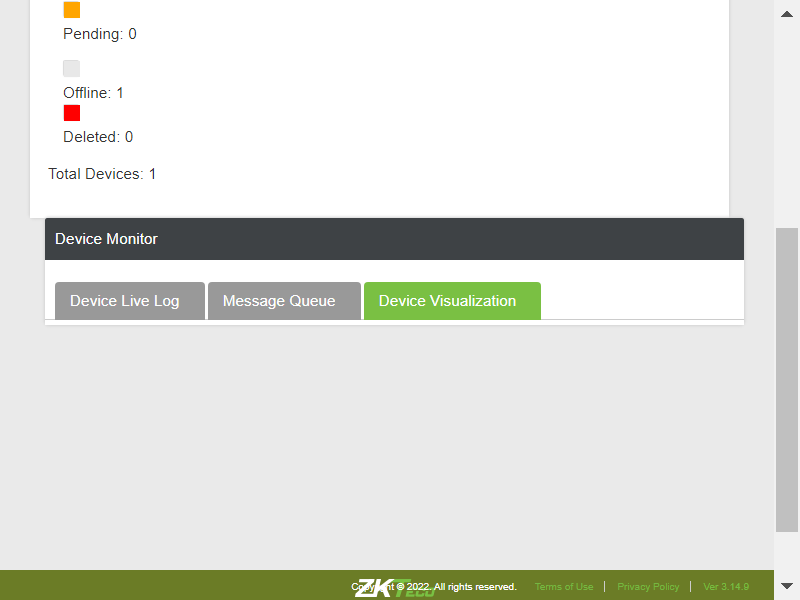 Pending: 0
Offline: 1
Deleted: 0
Total Devices: 1
Device Monitor
Device Live Log Message Queue Device Visualization
ZKTeco Copyright © 2022. All rights reserved. Terms of Use | Privacy Policy | Ver 3.14.9